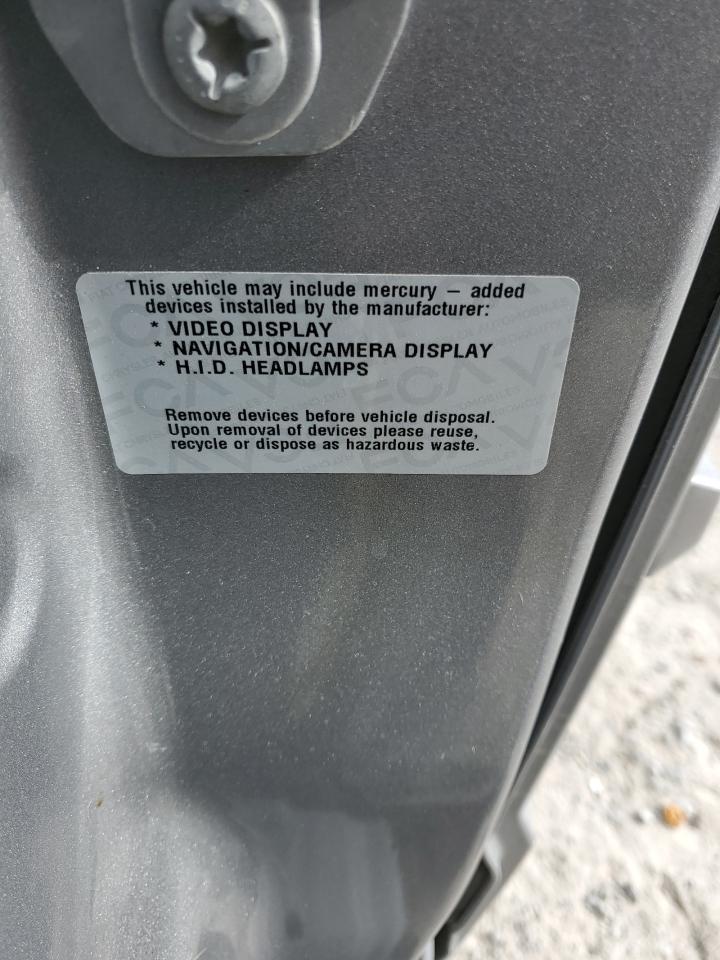 This vehicle may include mercury – added
devices installed by the manufacturer:
* VIDEO DISPLAY
* NAVIGATION/CAMERA DISPLAY
* H.I.D. HEADLAMPS
Remove devices before vehicle disposal.
Upon removal of devices please reuse,
recycle or dispose as hazardous waste.